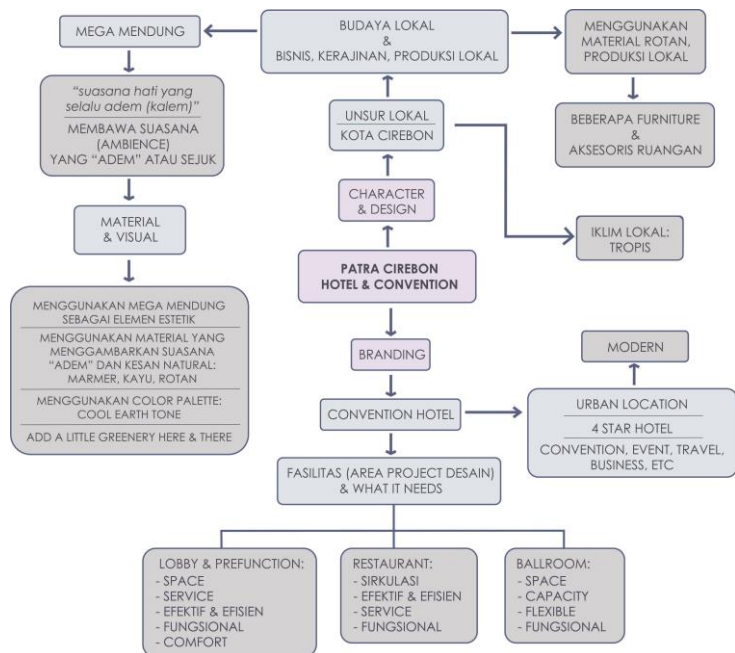 MEGA MENDUNG
BUDAYA LOKAL
&
BISNIS, KERAJINAN, PRODUKSI LOKAL
MENGGUNAKAN
MATERIAL ROTAN,
PRODUKSI LOKAL
“suasana hati yang
selalu adem (kalem)”
MEMBAWA SUASANA
(AMBIENCE)
YANG “ADEM” ATAU SEJUK
UNSUR LOKAL
KOTA CIREBON
BEBERAPA FURNITURE
&
AKSESORIS RUANGAN
CHARACTER
& DESIGN
MATERIAL
& VISUAL
IKLIM LOKAL:
TROPIS
PATRA CIREBON
HOTEL & CONVENTION
MENGGUNAKAN MEGA MENDUNG
SEBAGAI ELEMEN ESTETIK
MENGGUNAKAN MATERIAL YANG
MENGGAMBARKAN SUASANA
“ADEM” DAN KESAN NATURAL:
MARMER, KAYU, ROTAN
MENGGUNAKAN COLOR PALETTE:
COOL EARTH TONE
ADD A LITTLE GREENERY HERE & THERE
BRANDING
MODERN
CONVENTION HOTEL
URBAN LOCATION
4 STAR HOTEL
CONVENTION, EVENT, TRAVEL,
BUSINESS, ETC
FASILITAS (AREA PROJECT DESAIN)
& WHAT IT NEEDS
LOBBY & PREFUNCTION:
- SPACE
- SERVICE
- EFEKTIF & EFISIEN
- FUNGSIONAL
- COMFORT
RESTAURANT:
- SIRKULASI
- EFEKTIF & EFISIEN
- SERVICE
- FUNGSIONAL
BALLROOM:
- SPACE
- CAPACITY
- FLEXIBLE
- FUNGSIONAL